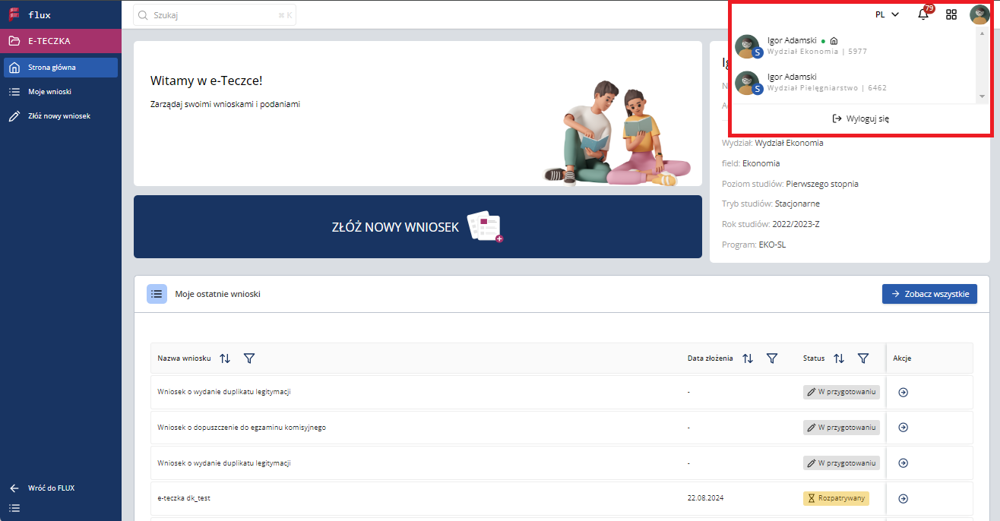 flux
Szukaj
⌘ K
PL
79
E-TECZKA
Strona główna
Moje wnioski
Złóż nowy wniosek
Wróć do FLUX
Witamy w e-Teczce!
Zarządaj swoimi wnioskami i podaniami
ZŁÓŻ NOWY WNIOSEK
Igor Adamski
S
Wydział Ekonomia | 5977
Igor Adamski
S
Wydział Pielęgniarstwo | 6462
Wyloguj się
Wydział: Wydział Ekonomia
field: Ekonomia
Poziom studiów: Pierwszego stopnia
Tryb studiów: Stacjonarne
Rok studiów: 2022/2023-Z
Program: EKO-SL
Moje ostatnie wnioski
Zobacz wszystkie
Nazwa wniosku Data złożenia Status Akcje
Wniosek o wydanie duplikatu legitymacji - W przygotowaniu
Wniosek o dopuszczenie do egzaminu komisyjnego - W przygotowaniu
Wniosek o wydanie duplikatu legitymacji - W przygotowaniu
e-teczka dk_test 22.08.2024 Rozpatrywany